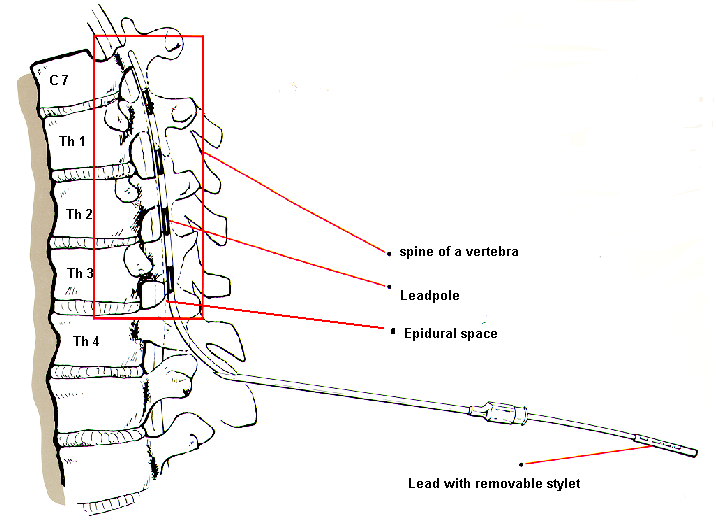 C 7
Th 1
Th 2
Th 3
Th 4
spine of a vertebra
Leadpole
Epidural space
Lead with removable stylet